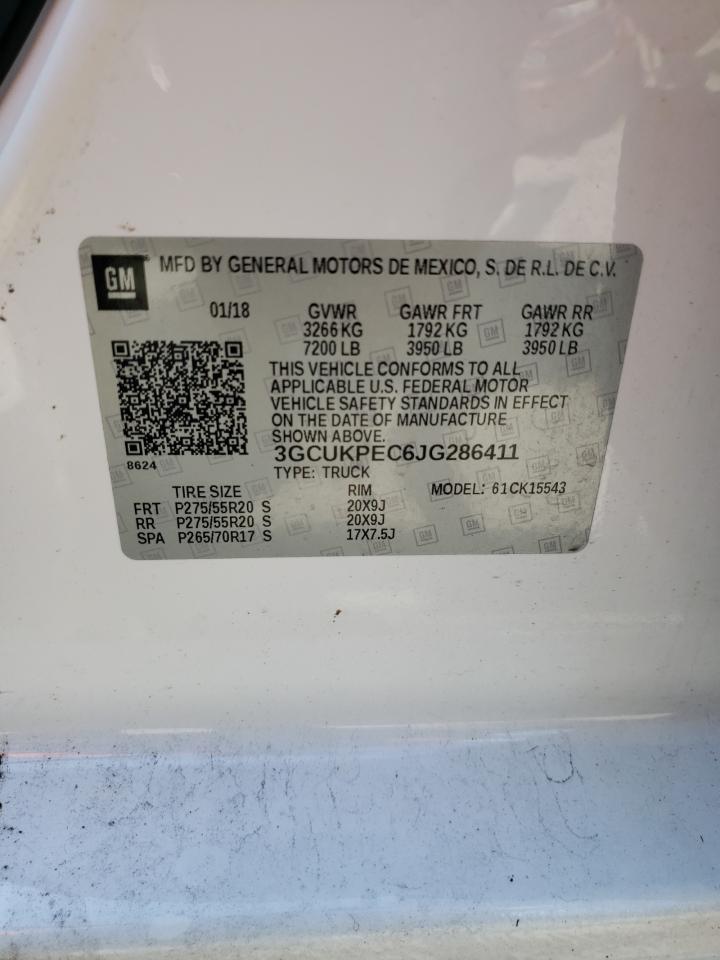 GM MFD BY GENERAL MOTORS DE MEXICO, S. DE R.L. DE C.V.
01/18 GVWR GAWR FRT GAWR RR
3266 KG 1792 KG 1792 KG
7200 LB 3950 LB 3950 LB
THIS VEHICLE CONFORMS TO ALL
APPLICABLE U.S. FEDERAL MOTOR
VEHICLE SAFETY STANDARDS IN EFFECT
ON THE DATE OF MANUFACTURE
SHOWN ABOVE.
3GCUKPEC6JG286411
8624 TYPE: TRUCK
TIRE SIZE RIM MODEL: 61CK15543
FRT P275/55R20 S 20X9J
RR P275/55R20 S 20X9J
SPA P265/70R17 S 17X7.5J